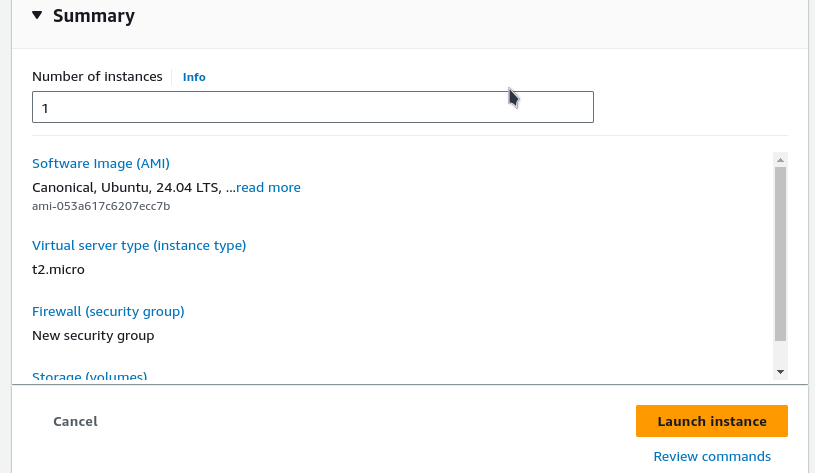 Summary
Number of instances Info
1
Software Image (AMI)
Canonical, Ubuntu, 24.04 LTS, ...read more
ami-053a617c6207ecc7b
Virtual server type (instance type)
t2.micro
Firewall (security group)
New security group
Storage (volumes)
Cancel
Launch instance
Review commands